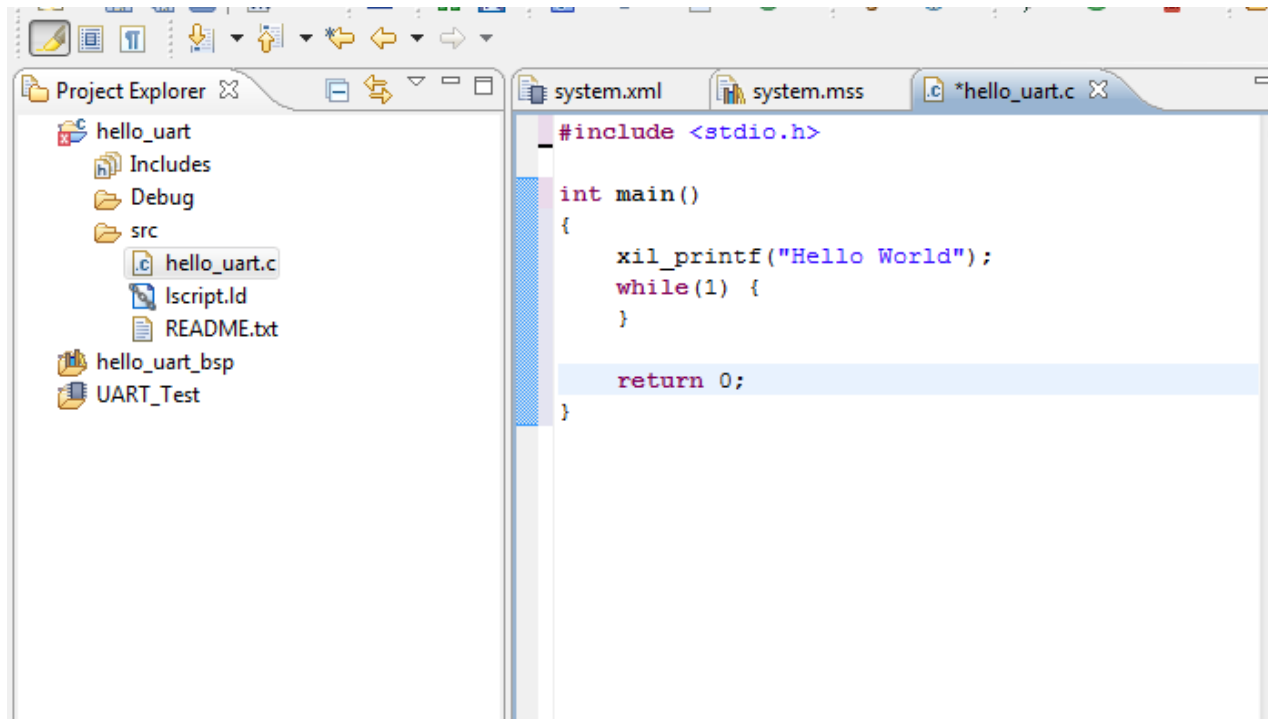 Project Explorer
hello_uart
Includes
Debug
src
hello_uart.c
lscript.ld
README.txt
hello_uart_bsp
UART_Test
system.xml
system.mss
*hello_uart.c
#include <stdio.h>
int main()
{
xil_printf("Hello World");
while(1) {
}
return 0;
}